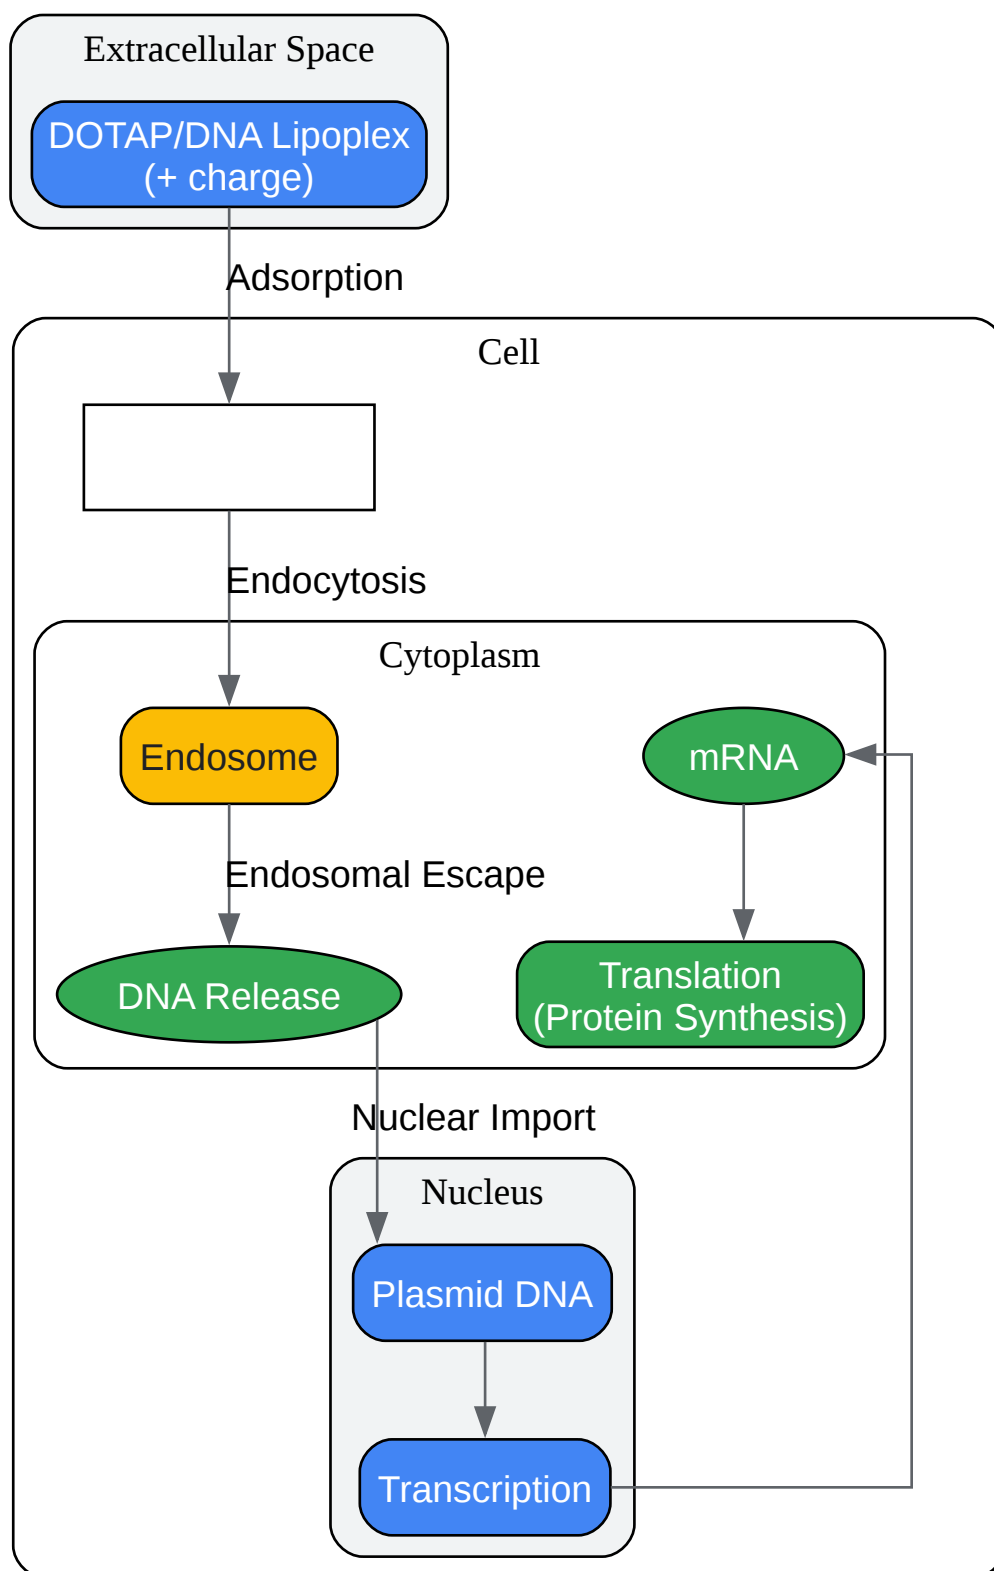 Extracellular Space
DOTAP/DNA Lipoplex
(+ charge)
Adsorption
Cell
Endocytosis
Cytoplasm
Endosome
mRNA
Endosomal Escape
DNA Release
Translation
(Protein Synthesis)
Nuclear Import
Nucleus
Plasmid DNA
Transcription